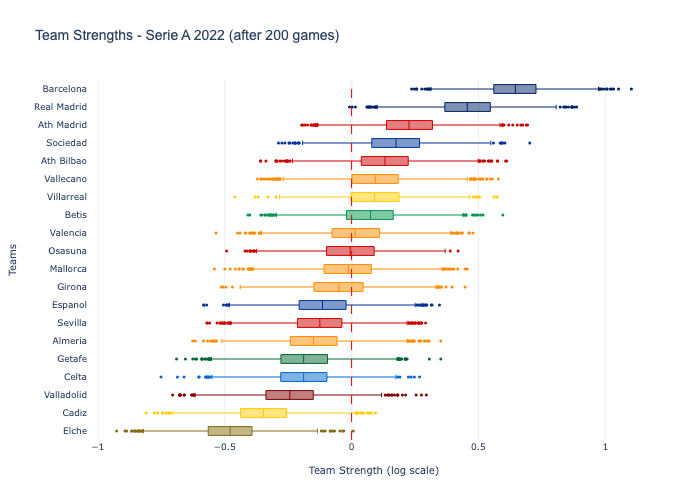 Team Strengths - Serie A 2022 (after 200 games)
Barcelona
Real Madrid
Ath Madrid
Sociedad
Ath Bilbao
Vallecano
Villarreal
Betis
Valencia
Osasuna
Mallorca
Girona
Espanol
Sevilla
Almeria
Getafe
Celta
Valladolid
Cadiz
Elche
Teams
−1
−0.5
0
0.5
1
Team Strength (log scale)